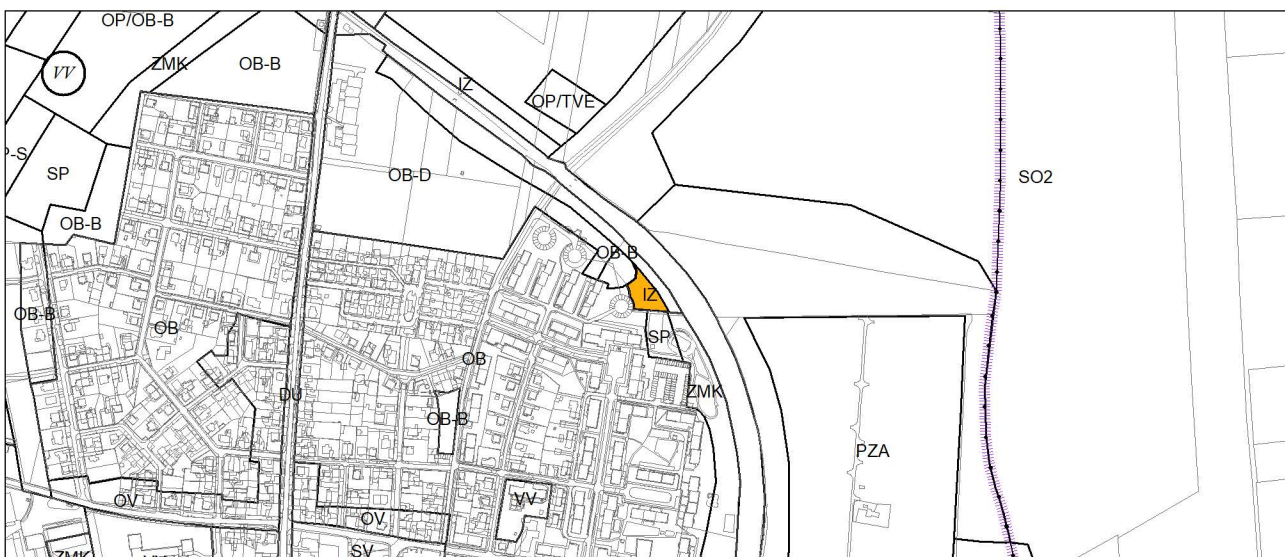 OP/OB-B
ZMK
OB-B
VV
IZ
OP/TVE
P-S
SP
OB-D
SO2
OB-B
OB-B
IZ
OB-B
OB
SP
OB
DU
ZMK
OB-B
PZA
OV
VV
OV
ZMK
SV